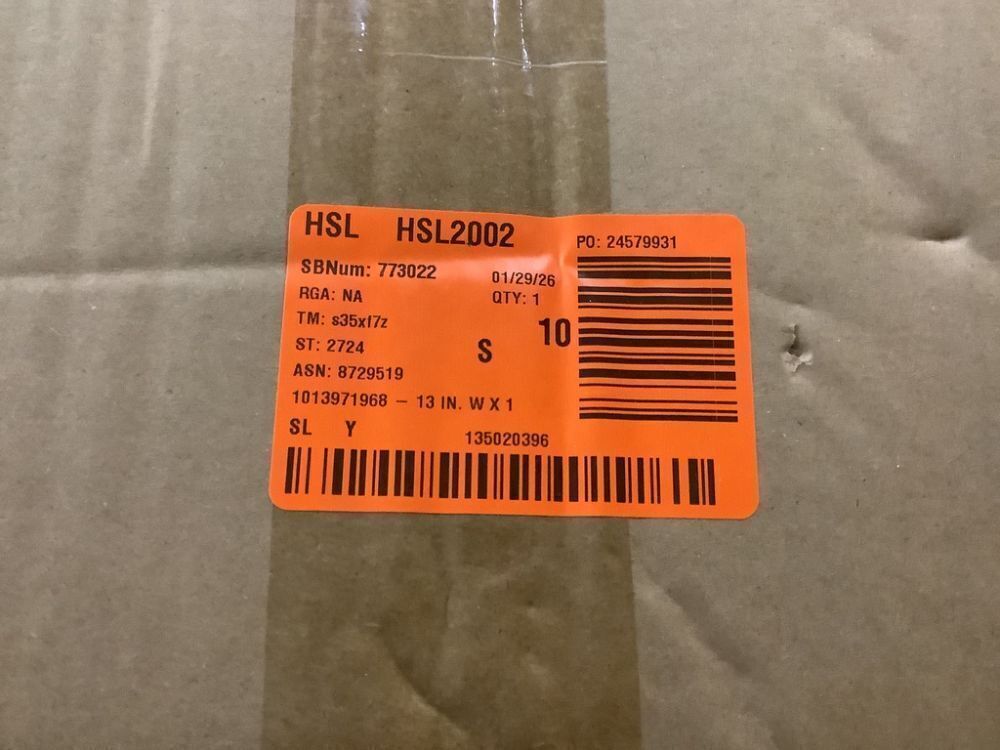 HSL HSL2002
PO: 24579931
SBNum: 773022
01/29/26
RGA: NA
QTY: 1
TM: s35xf7z
10
ST: 2724
S
ASN: 8729519
1013971968 – 13 IN. W X 1
SL Y
135020396